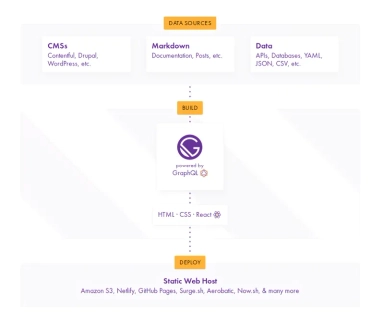 DATA SOURCES
CMSs
Contentful, Drupal,
WordPress, etc.
Markdown
Documentation, Posts, etc.
Data
APIs, Databases, YAML,
JSON, CSV, etc.
BUILD
powered by
GraphQL
HTML · CSS · React
DEPLOY
Static Web Host
Amazon S3, Netlify, GitHub Pages, Surge.sh, Aerobatic, Now.sh, & many more